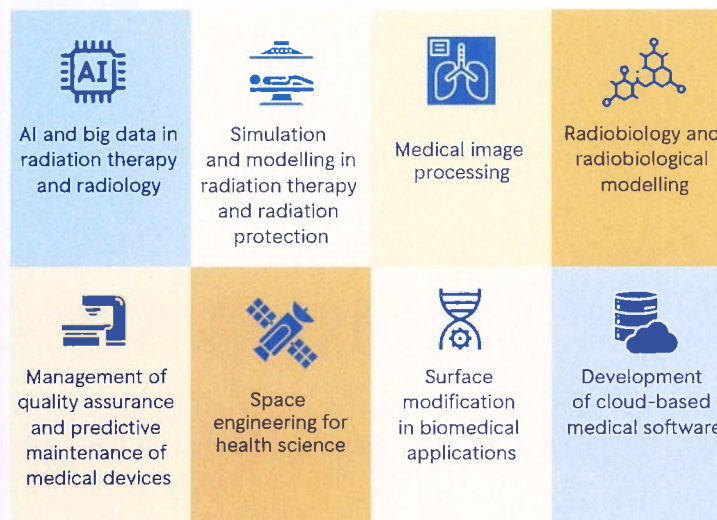 AI
AI and big data in
radiation therapy
and radiology
Simulation
and modelling in
radiation therapy
and radiation
protection
Medical image
processing
Radiobiology and
radiobiological
modelling
Management of
quality assurance
and predictive
maintenance of
medical devices
Space
engineering for
health science
Surface
modification
in biomedical
applications
Development
of cloud-based
medical software